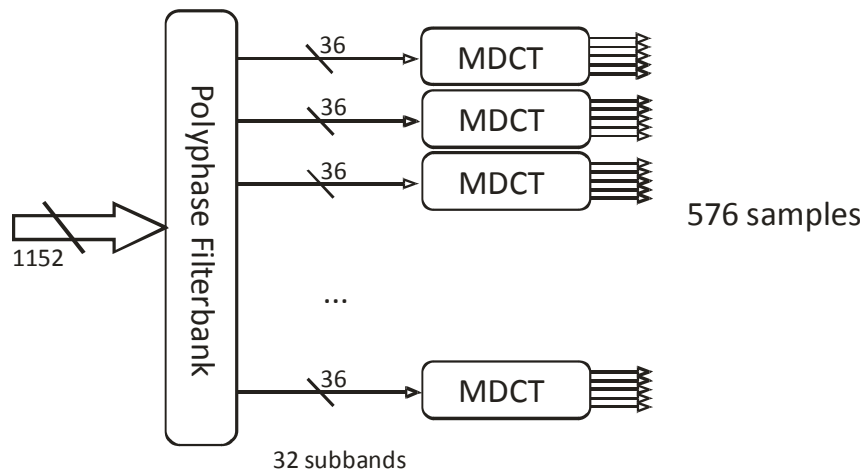 36
MDCT
36
MDCT
36
MDCT
Polyphase Filterbank
576 samples
1152
...
36
MDCT
32 subbands